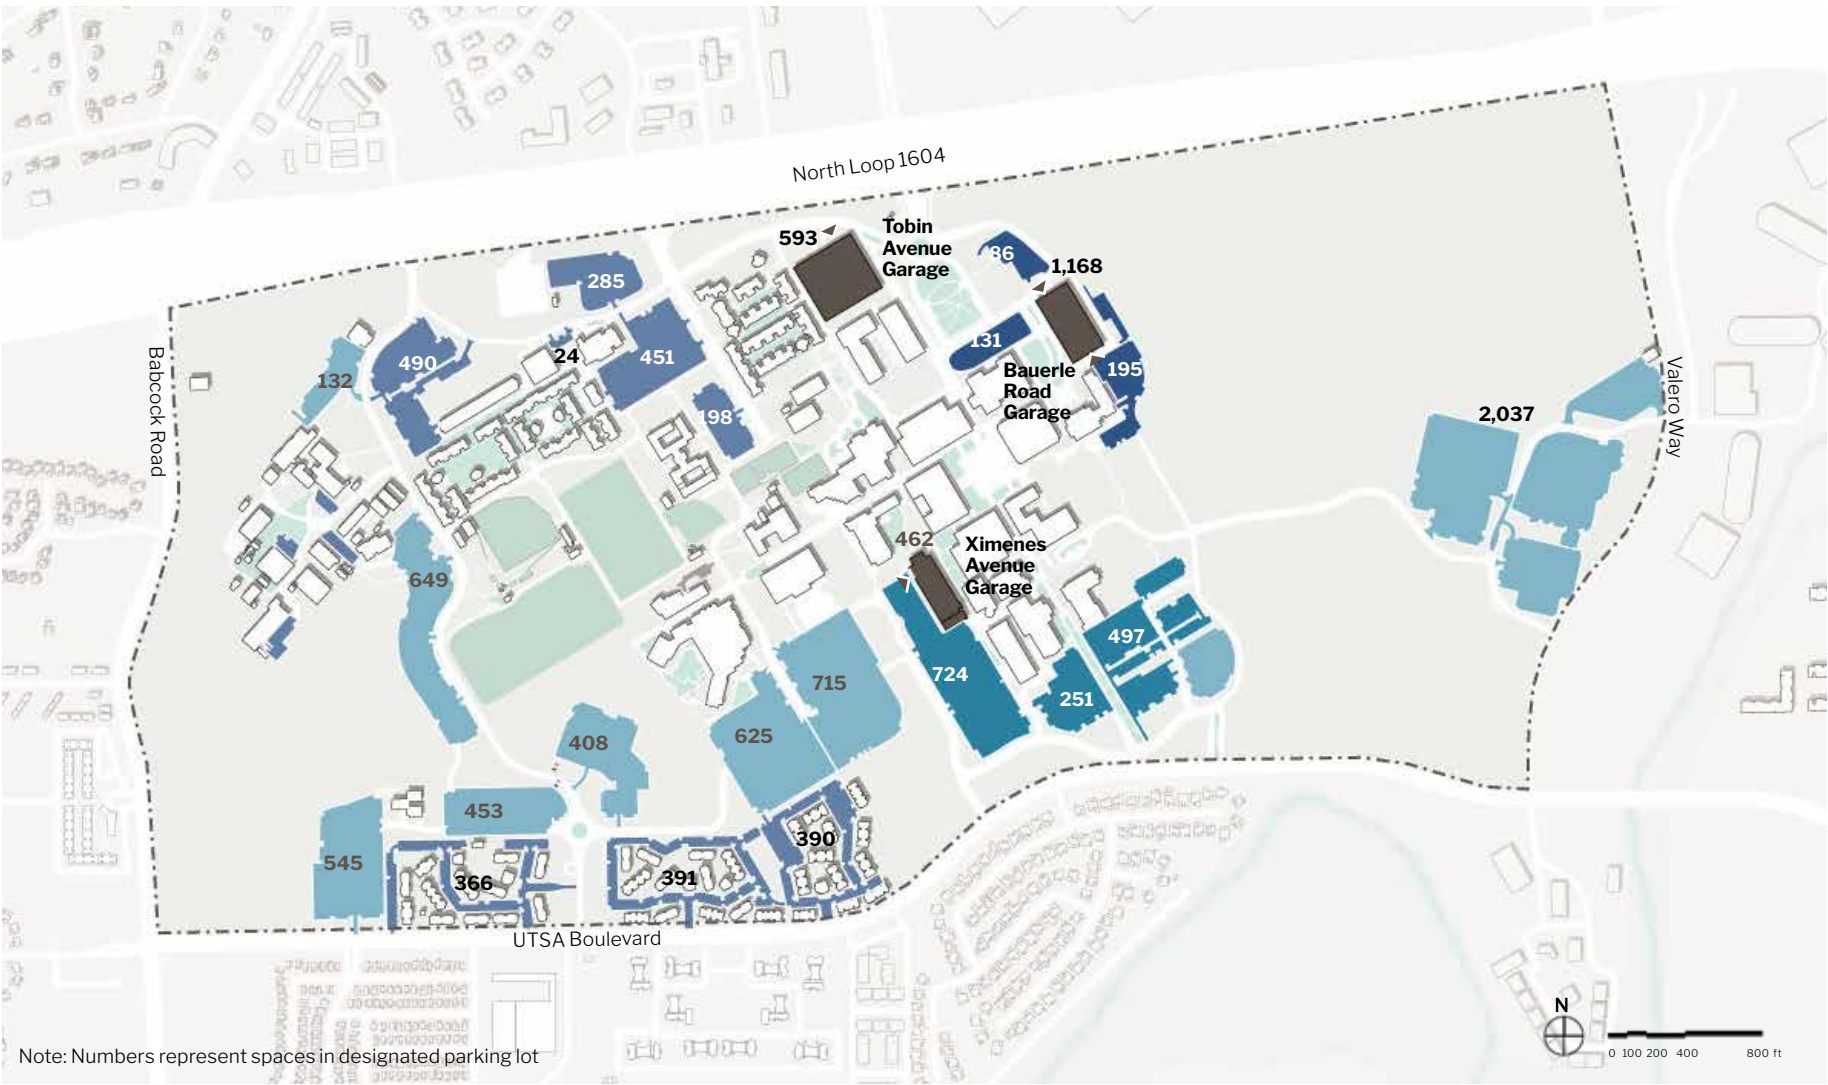 North Loop 1604
593
Tobin
Avenue
Garage
86
1,168
285
131
490
24
451
195
132
Bauerle
Road
Garage
198
2,037
Babcock Road
Valero Way
462
Ximenes
Avenue
Garage
649
497
724
715
251
625
408
453
390
545
366
391
UTSA Boulevard
N
Note: Numbers represent spaces in designated parking lot
0 100 200 400 800 ft